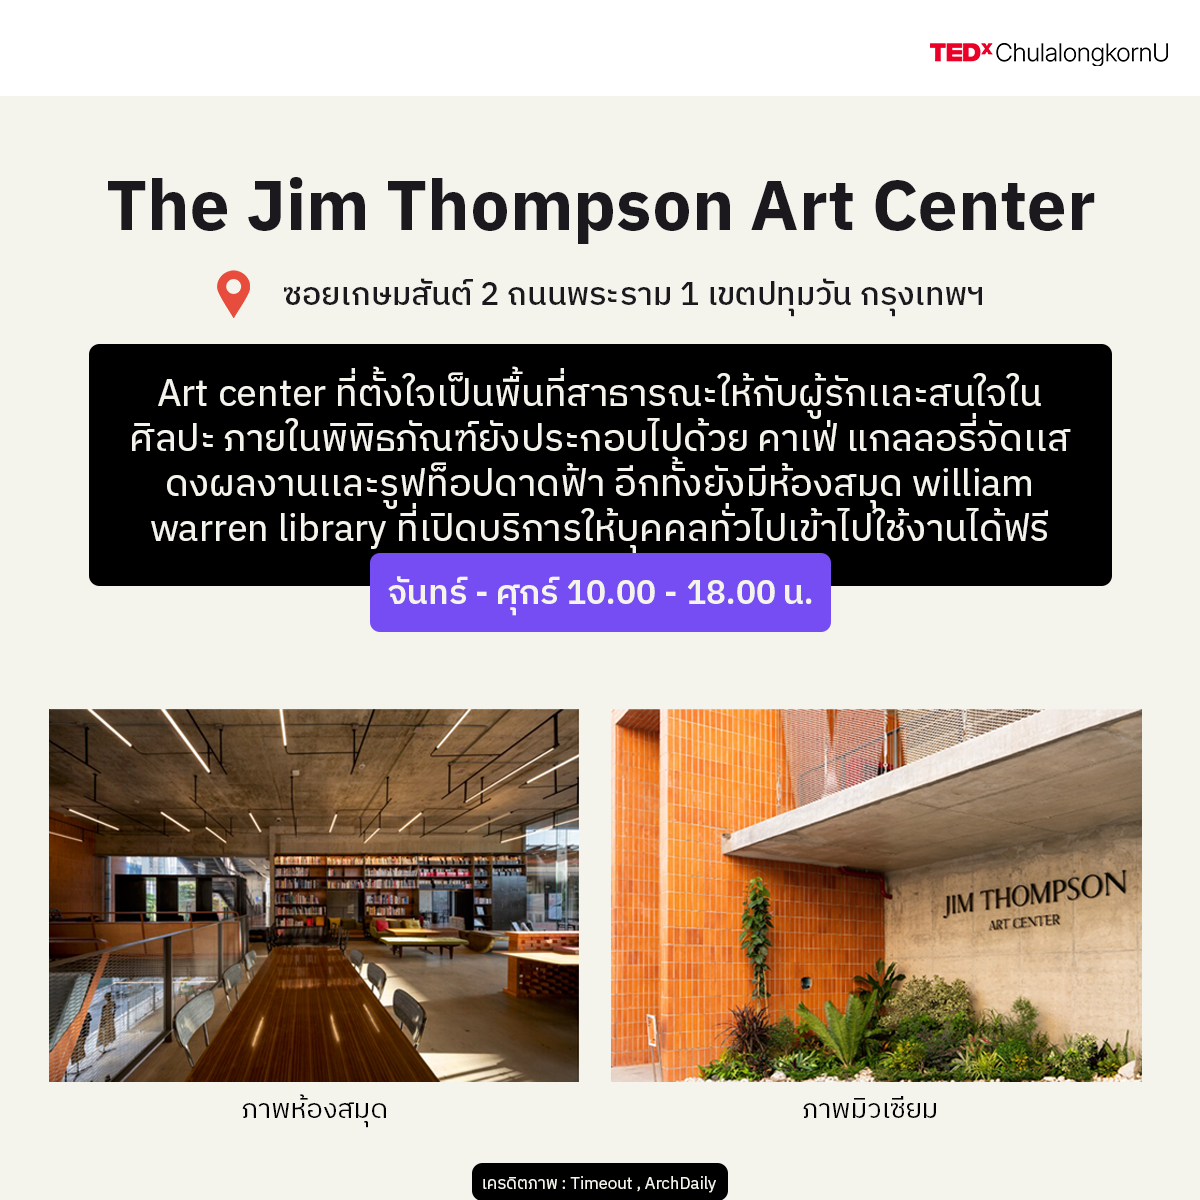 TEDxChulalongkornU
The Jim Thompson Art Center
ซอยเกษมสันต์ 2 ถนนพระราม 1 เขตปทุมวัน กรุงเทพฯ
Art center ที่ตั้งใจเป็นพื้นที่สาธารณะให้กับผู้รักและสนใจใน
ศิลปะ ภายในพิพิธภัณฑ์ยังประกอบไปด้วย คาเฟ่ แกลลอรี่จัดแส
ดงผลงานและรูฟท็อปดาดฟ้า อีกทั้งยังมีห้องสมุด william
warren library ที่เปิดบริการให้บุคคลทั่วไปเข้าไปใช้งานได้ฟรี
จันทร์ - ศุกร์ 10.00 - 18.00 น.
JIM THOMPSON
ART CENTER
ภาพห้องสมุด
ภาพมิวเซียม
เครดิตภาพ : Timeout , ArchDaily